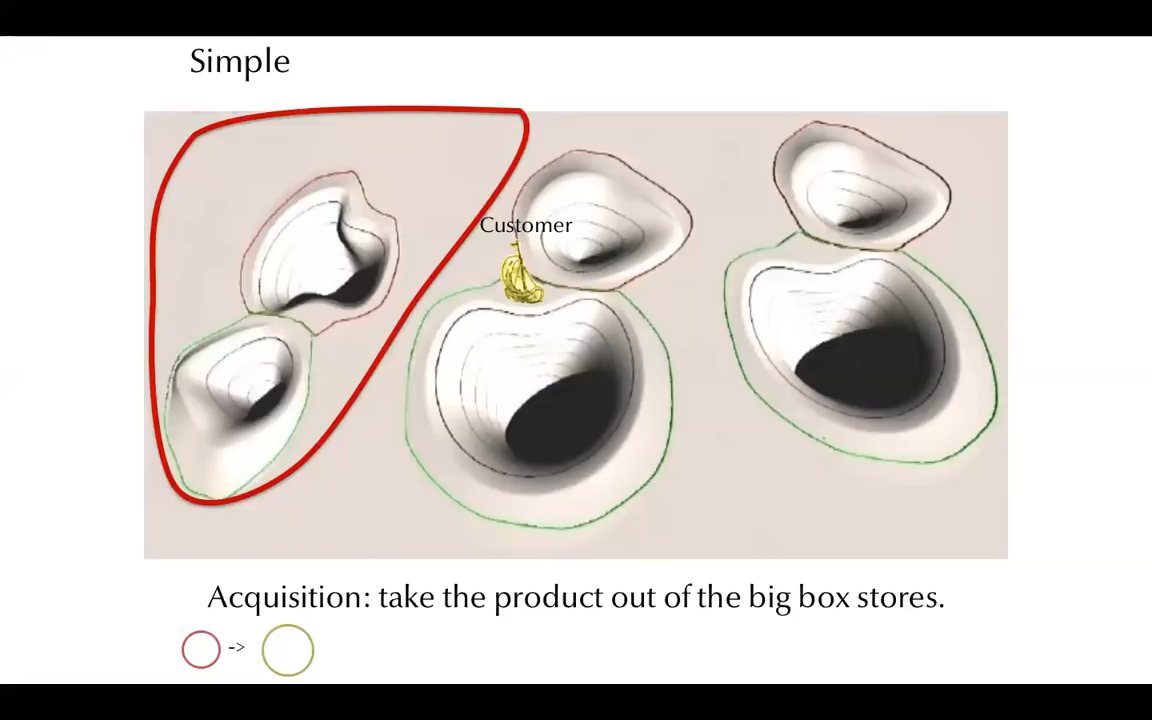 Simple
Customer
Acquisition: take the product out of the big box stores.
->